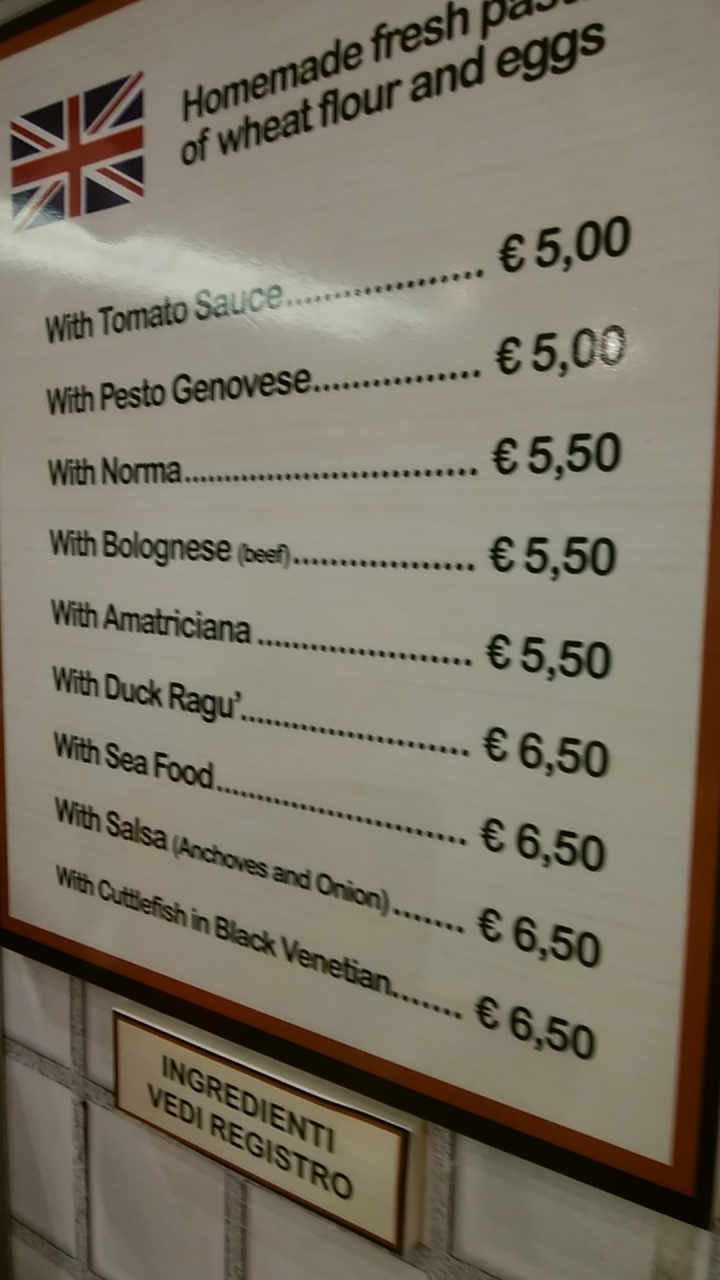 Homemade fresh
of wheat flour and eggs
With Tomato Sauce.................... € 5,00
With Pesto Genovese................ € 5,00
With Norma.............................. € 5,50
With Bolognese (beef)................. € 5,50
With Amatriciana ..................... € 5,50
With Duck Ragu'....................... € 6,50
With Sea Food......................... € 6,50
With Salsa (Anchoves and Onion)....... € 6,50
With Cuttlefish in Black Venetian....... € 6,50
INGREDIENTI
VEDI REGISTRO